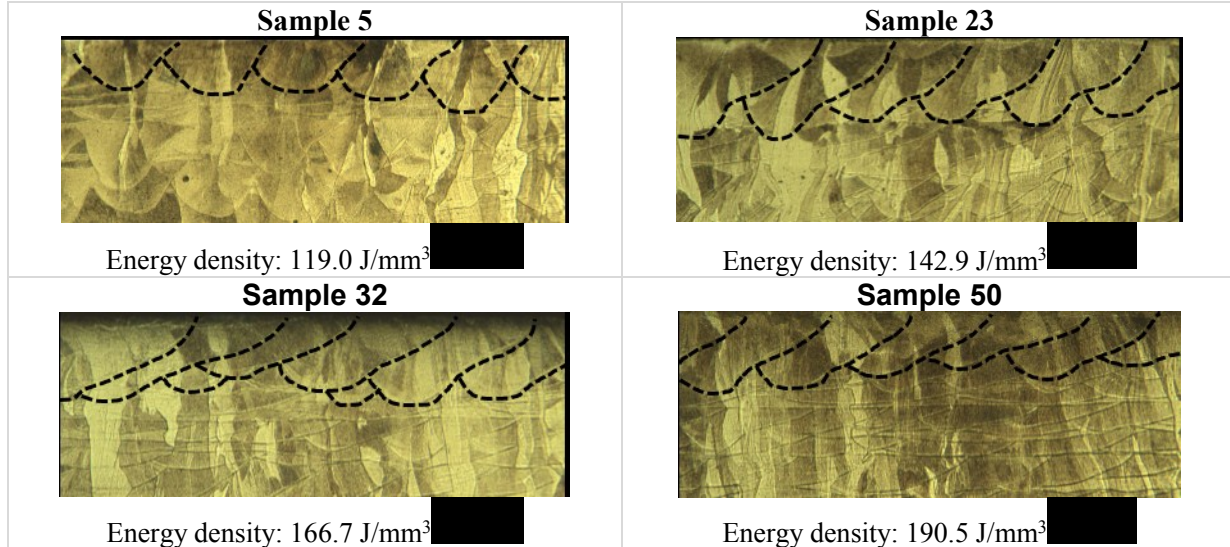 Sample 5
Sample 23
Energy density: 119.0 J/mm³
Energy density: 142.9 J/mm³
Sample 32
Sample 50
Energy density: 166.7 J/mm³
Energy density: 190.5 J/mm³